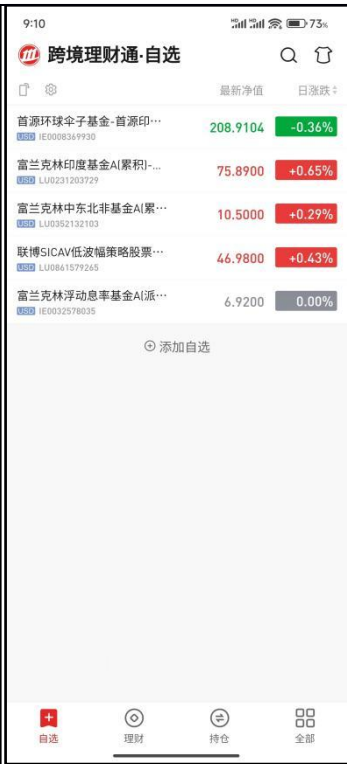 9:10
73%
跨境理财通·自选
最新净值 日涨跌
首源环球伞子基金-首源印… 208.9104 -0.36%
USD IE0008369930
富兰克林印度基金A(累积)-... 75.8900 +0.65%
USD LU0231203729
富兰克林中东北非基金A(累… 10.5000 +0.29%
USD LU0352132103
联博SICAV低波幅策略股票… 46.9800 +0.43%
USD LU0861579265
富兰克林浮动息率基金A(派… 6.9200 0.00%
USD IE0032578035
添加自选
自选 理财 持仓 全部